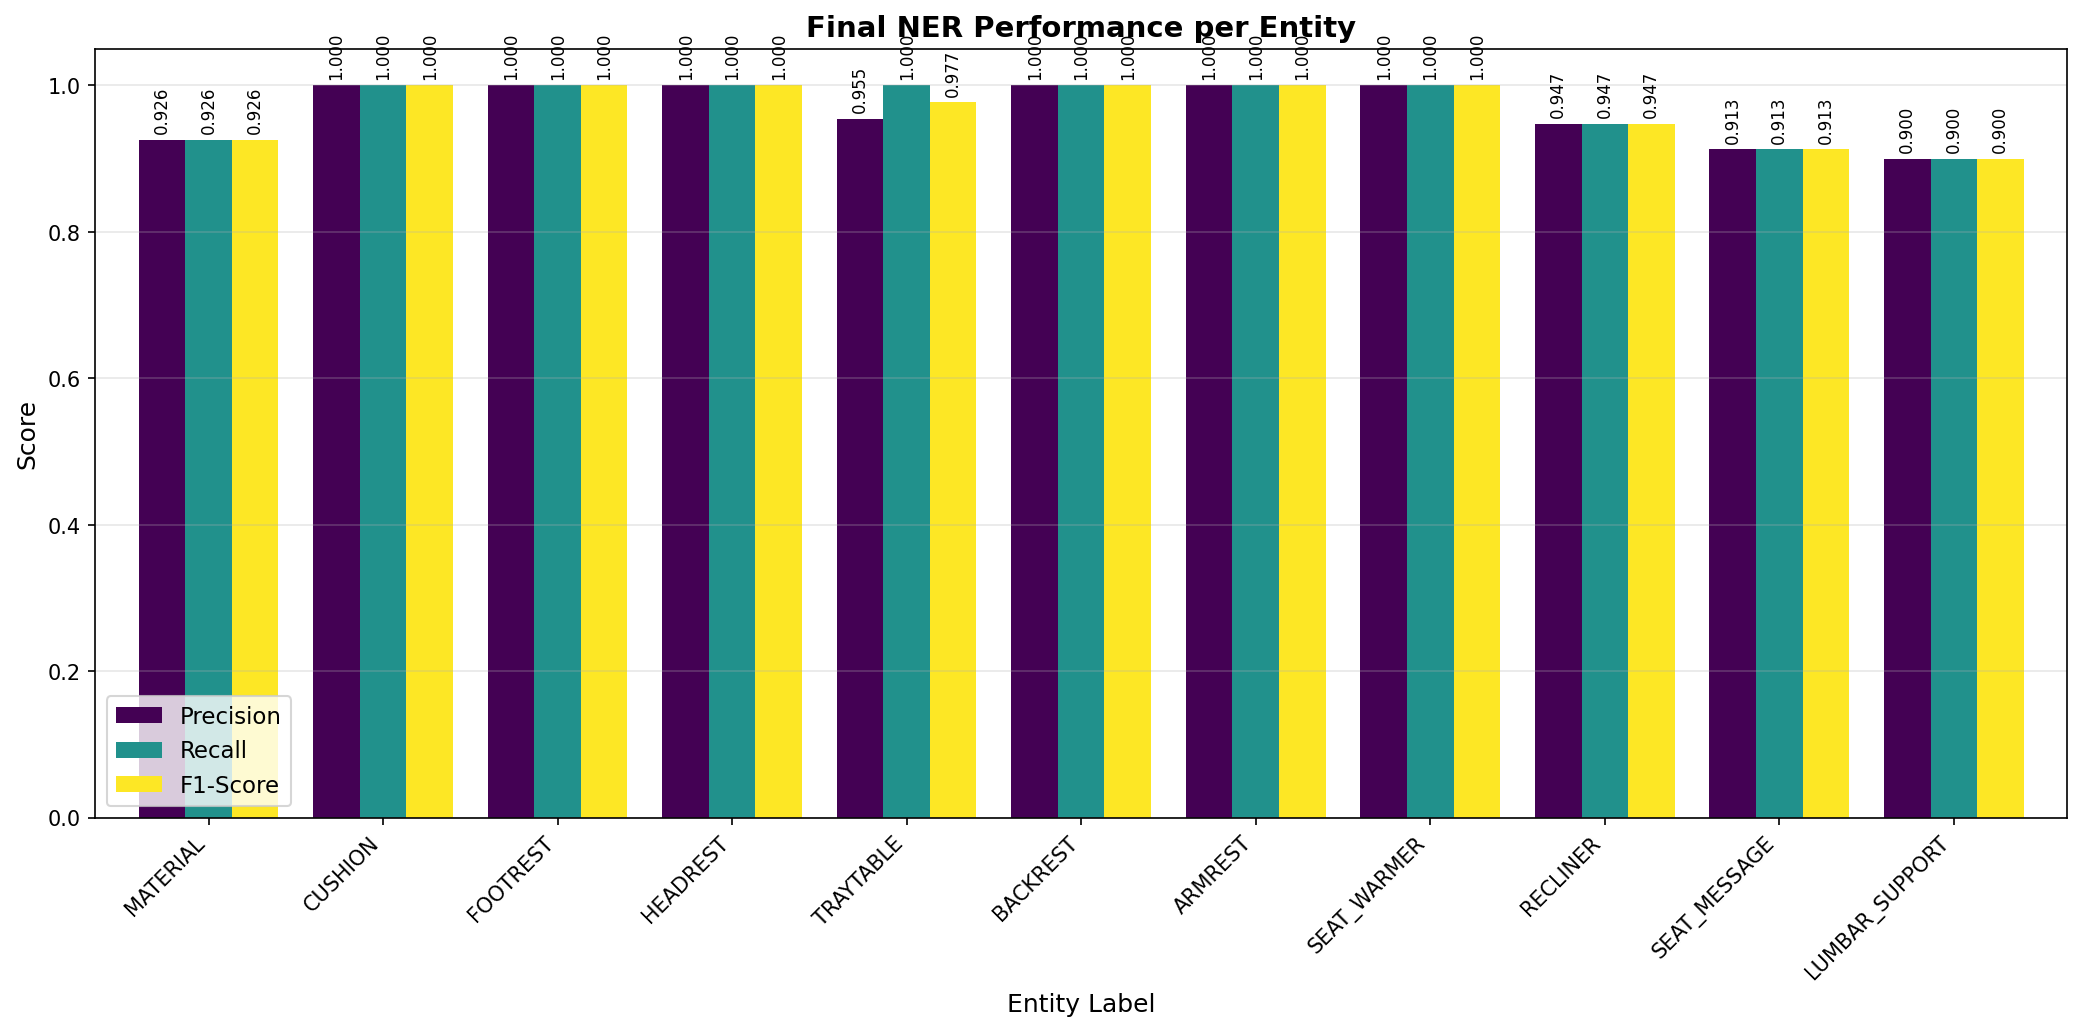 Final NER Performance per Entity
0.926 0.926 0.926 1.000 1.000 1.000 1.000 1.000 1.000 1.000 1.000 1.000 0.955 1.000 0.977 1.000 1.000 1.000 1.000 1.000 1.000 1.000 1.000 1.000 0.947 0.947 0.947 0.913 0.913 0.913 0.900 0.900 0.900
1.0
0.8
0.6
0.4
0.2
0.0
Score
Precision
Recall
F1-Score
MATERIAL
CUSHION
FOOTREST
HEADREST
TRAYTABLE
BACKREST
ARMREST
SEAT_WARMER
RECLINER
SEAT_MESSAGE
LUMBAR_SUPPORT
Entity Label